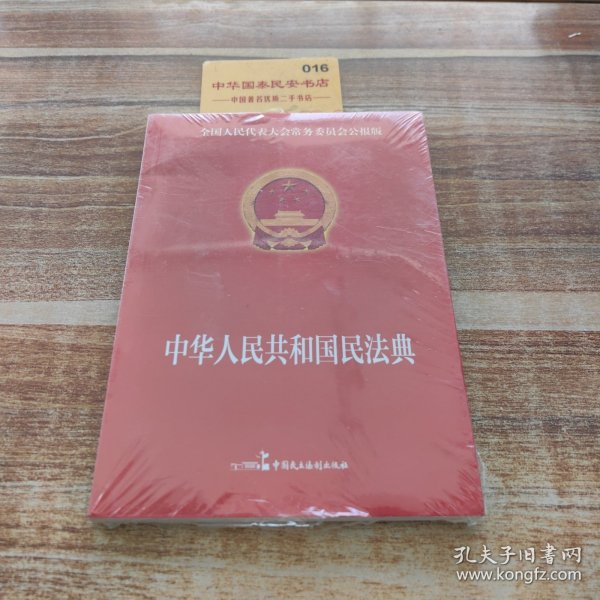 016
中华国泰民安书店
中国著名优质二手书店
全国人民代表大会常务委员会公报版
中华人民共和国民法典
中国民主法制出版社
孔夫子旧书网
www.kongfz.com